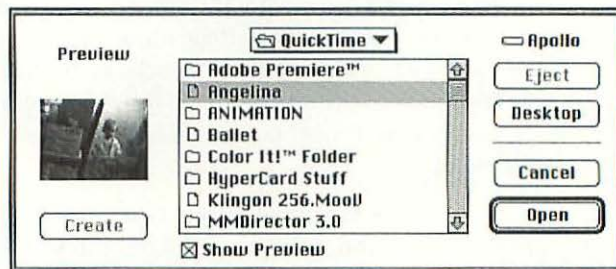 Preview
QuickTime
Apollo
Adobe Premiere™
Angelina
ANIMATION
Ballet
Color It!™ Folder
HyperCard Stuff
Klingon 256.MooV
MMDirector 3.0
Create
Show Preview
Eject
Desktop
Cancel
Open